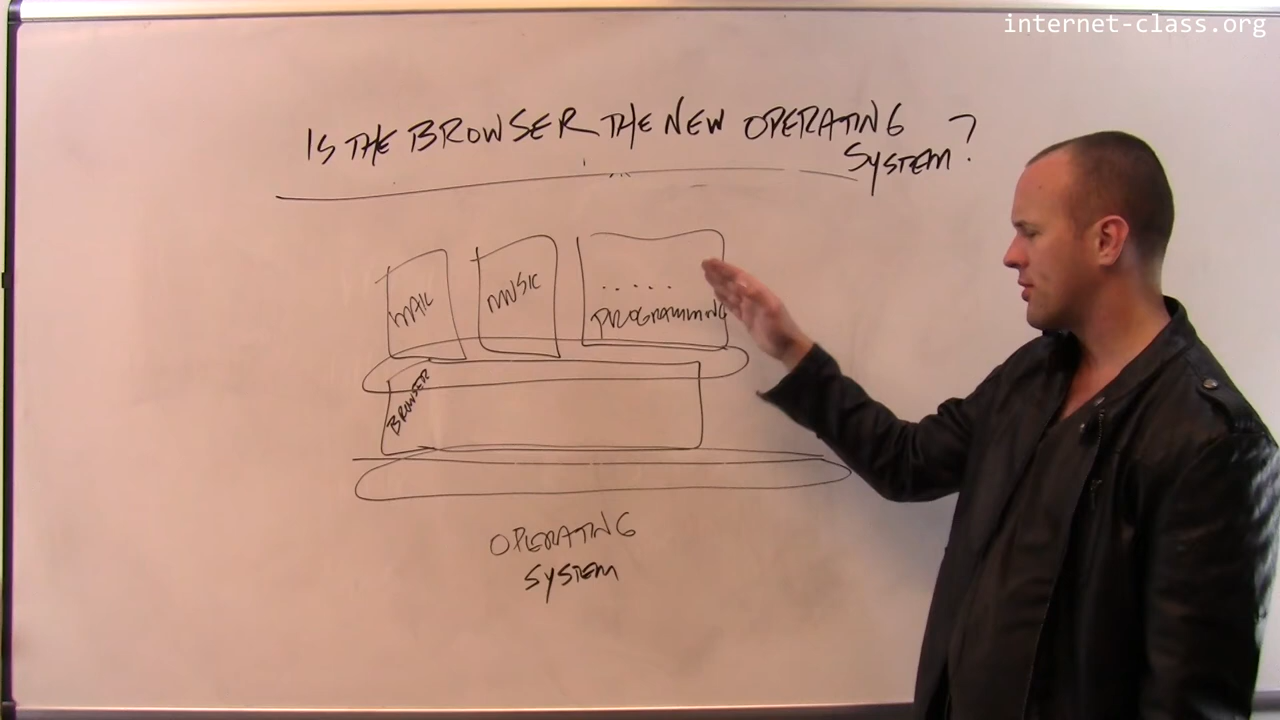 internet-class.org
IS THE BROWSER THE NEW OPERATING
SYSTEM?
MAIL
MUSIC
.....
PROGRAMMING
BROWSER
OPERATING
SYSTEM